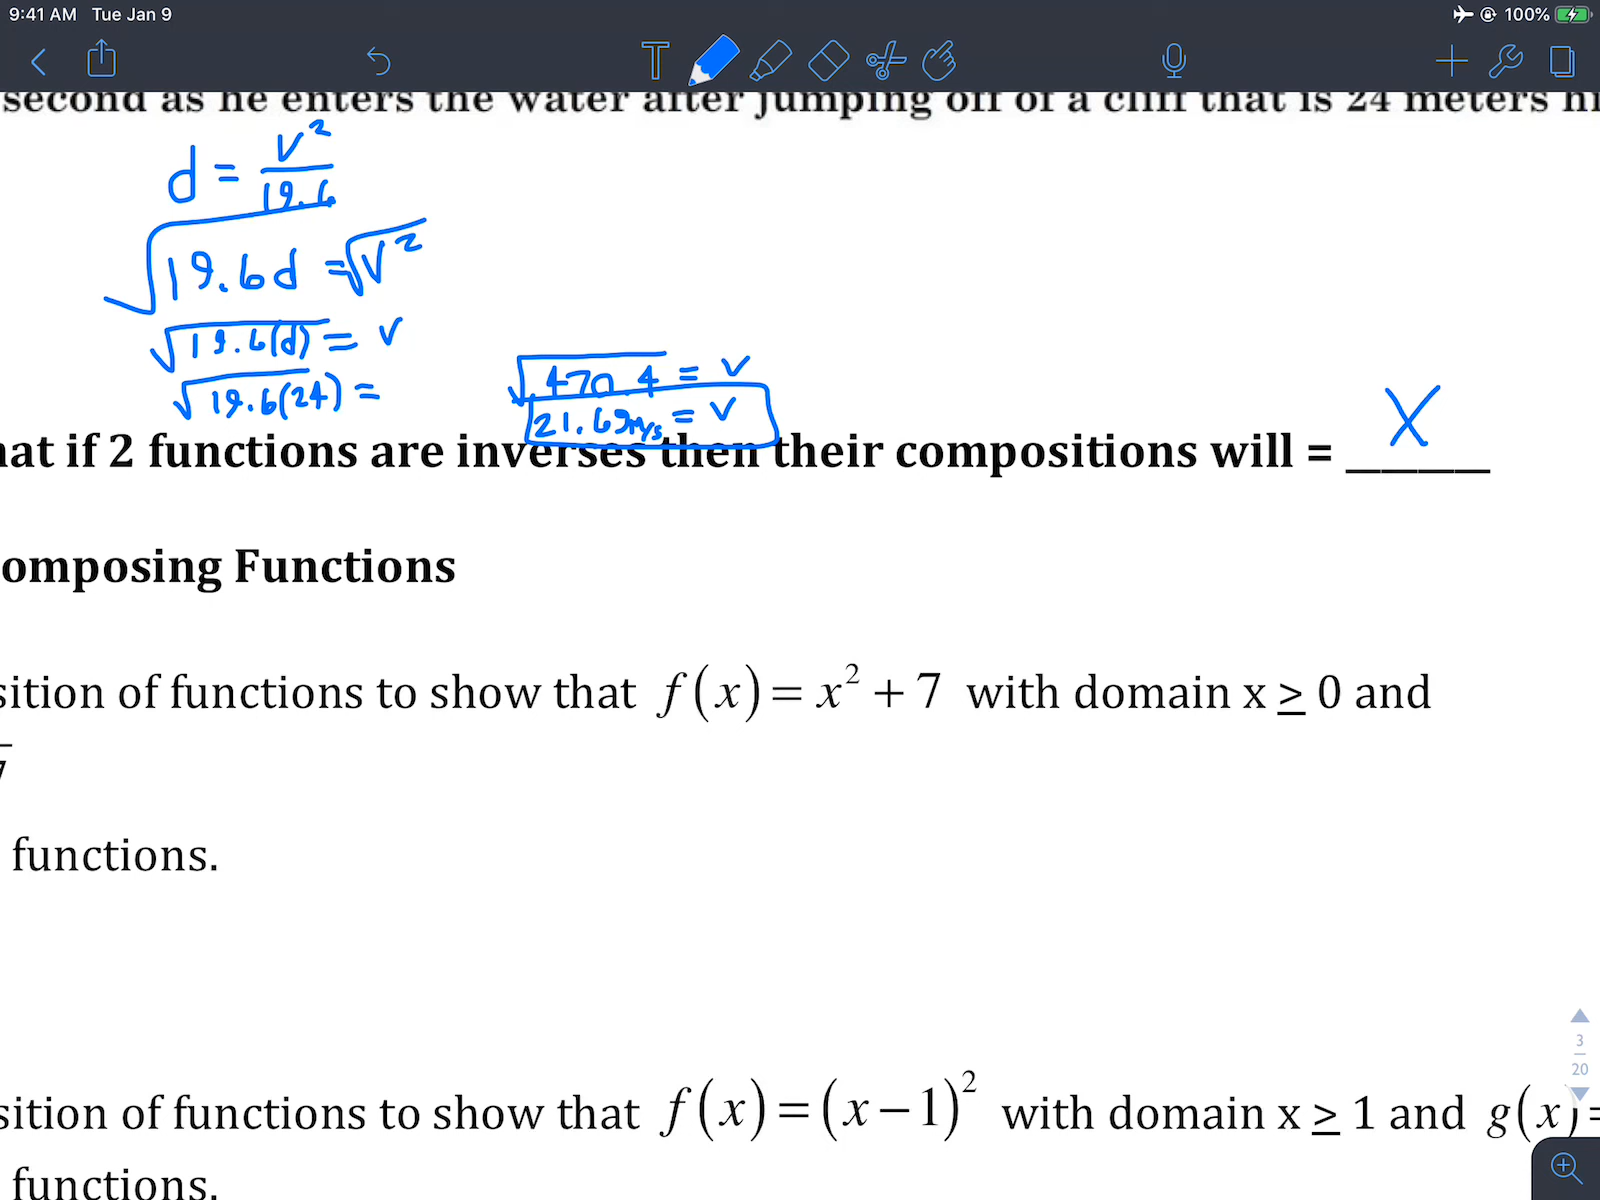 9:41 AM Tue Jan 9 100%
T
second as he enters the water after jumping off of a cliff that is 24 meters hi
d = v²/19.6
√19.6d = √v²
√19.6(d) = v
√19.6(24) =
√470.4 = v
21.69 m/s = v
hat if 2 functions are inverses then their compositions will = X
omposing Functions
sition of functions to show that f(x) = x² + 7 with domain x ≥ 0 and
7
functions.
3
20
sition of functions to show that f(x) = (x − 1)² with domain x ≥ 1 and g(x) =
functions.